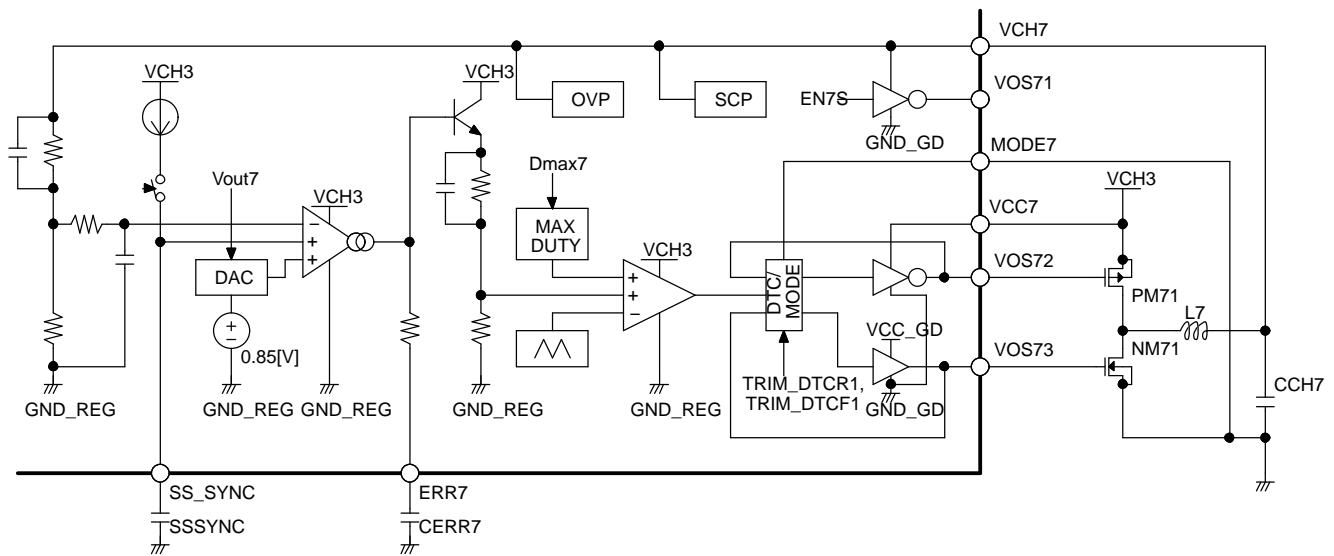 VCH7
VCH3
VCH3
OVP
SCP
EN7S
VOS71
GND_GD
MODE7
Vout7
Dmax7
VCH3
VCH3
MAX
DUTY
VCH3
VCC7
−
+
+
DAC
+
+
−
DTC/
MODE
VOS72
PM71
L7
+
−
0.85[V]
VCC_GD
NM71
VOS73
GND_REG
GND_REG
GND_REG
GND_REG
GND_REG
TRIM_DTCR1,
TRIM_DTCF1
GND_GD
CCH7
SS_SYNC
ERR7
SSSYNC
CERR7